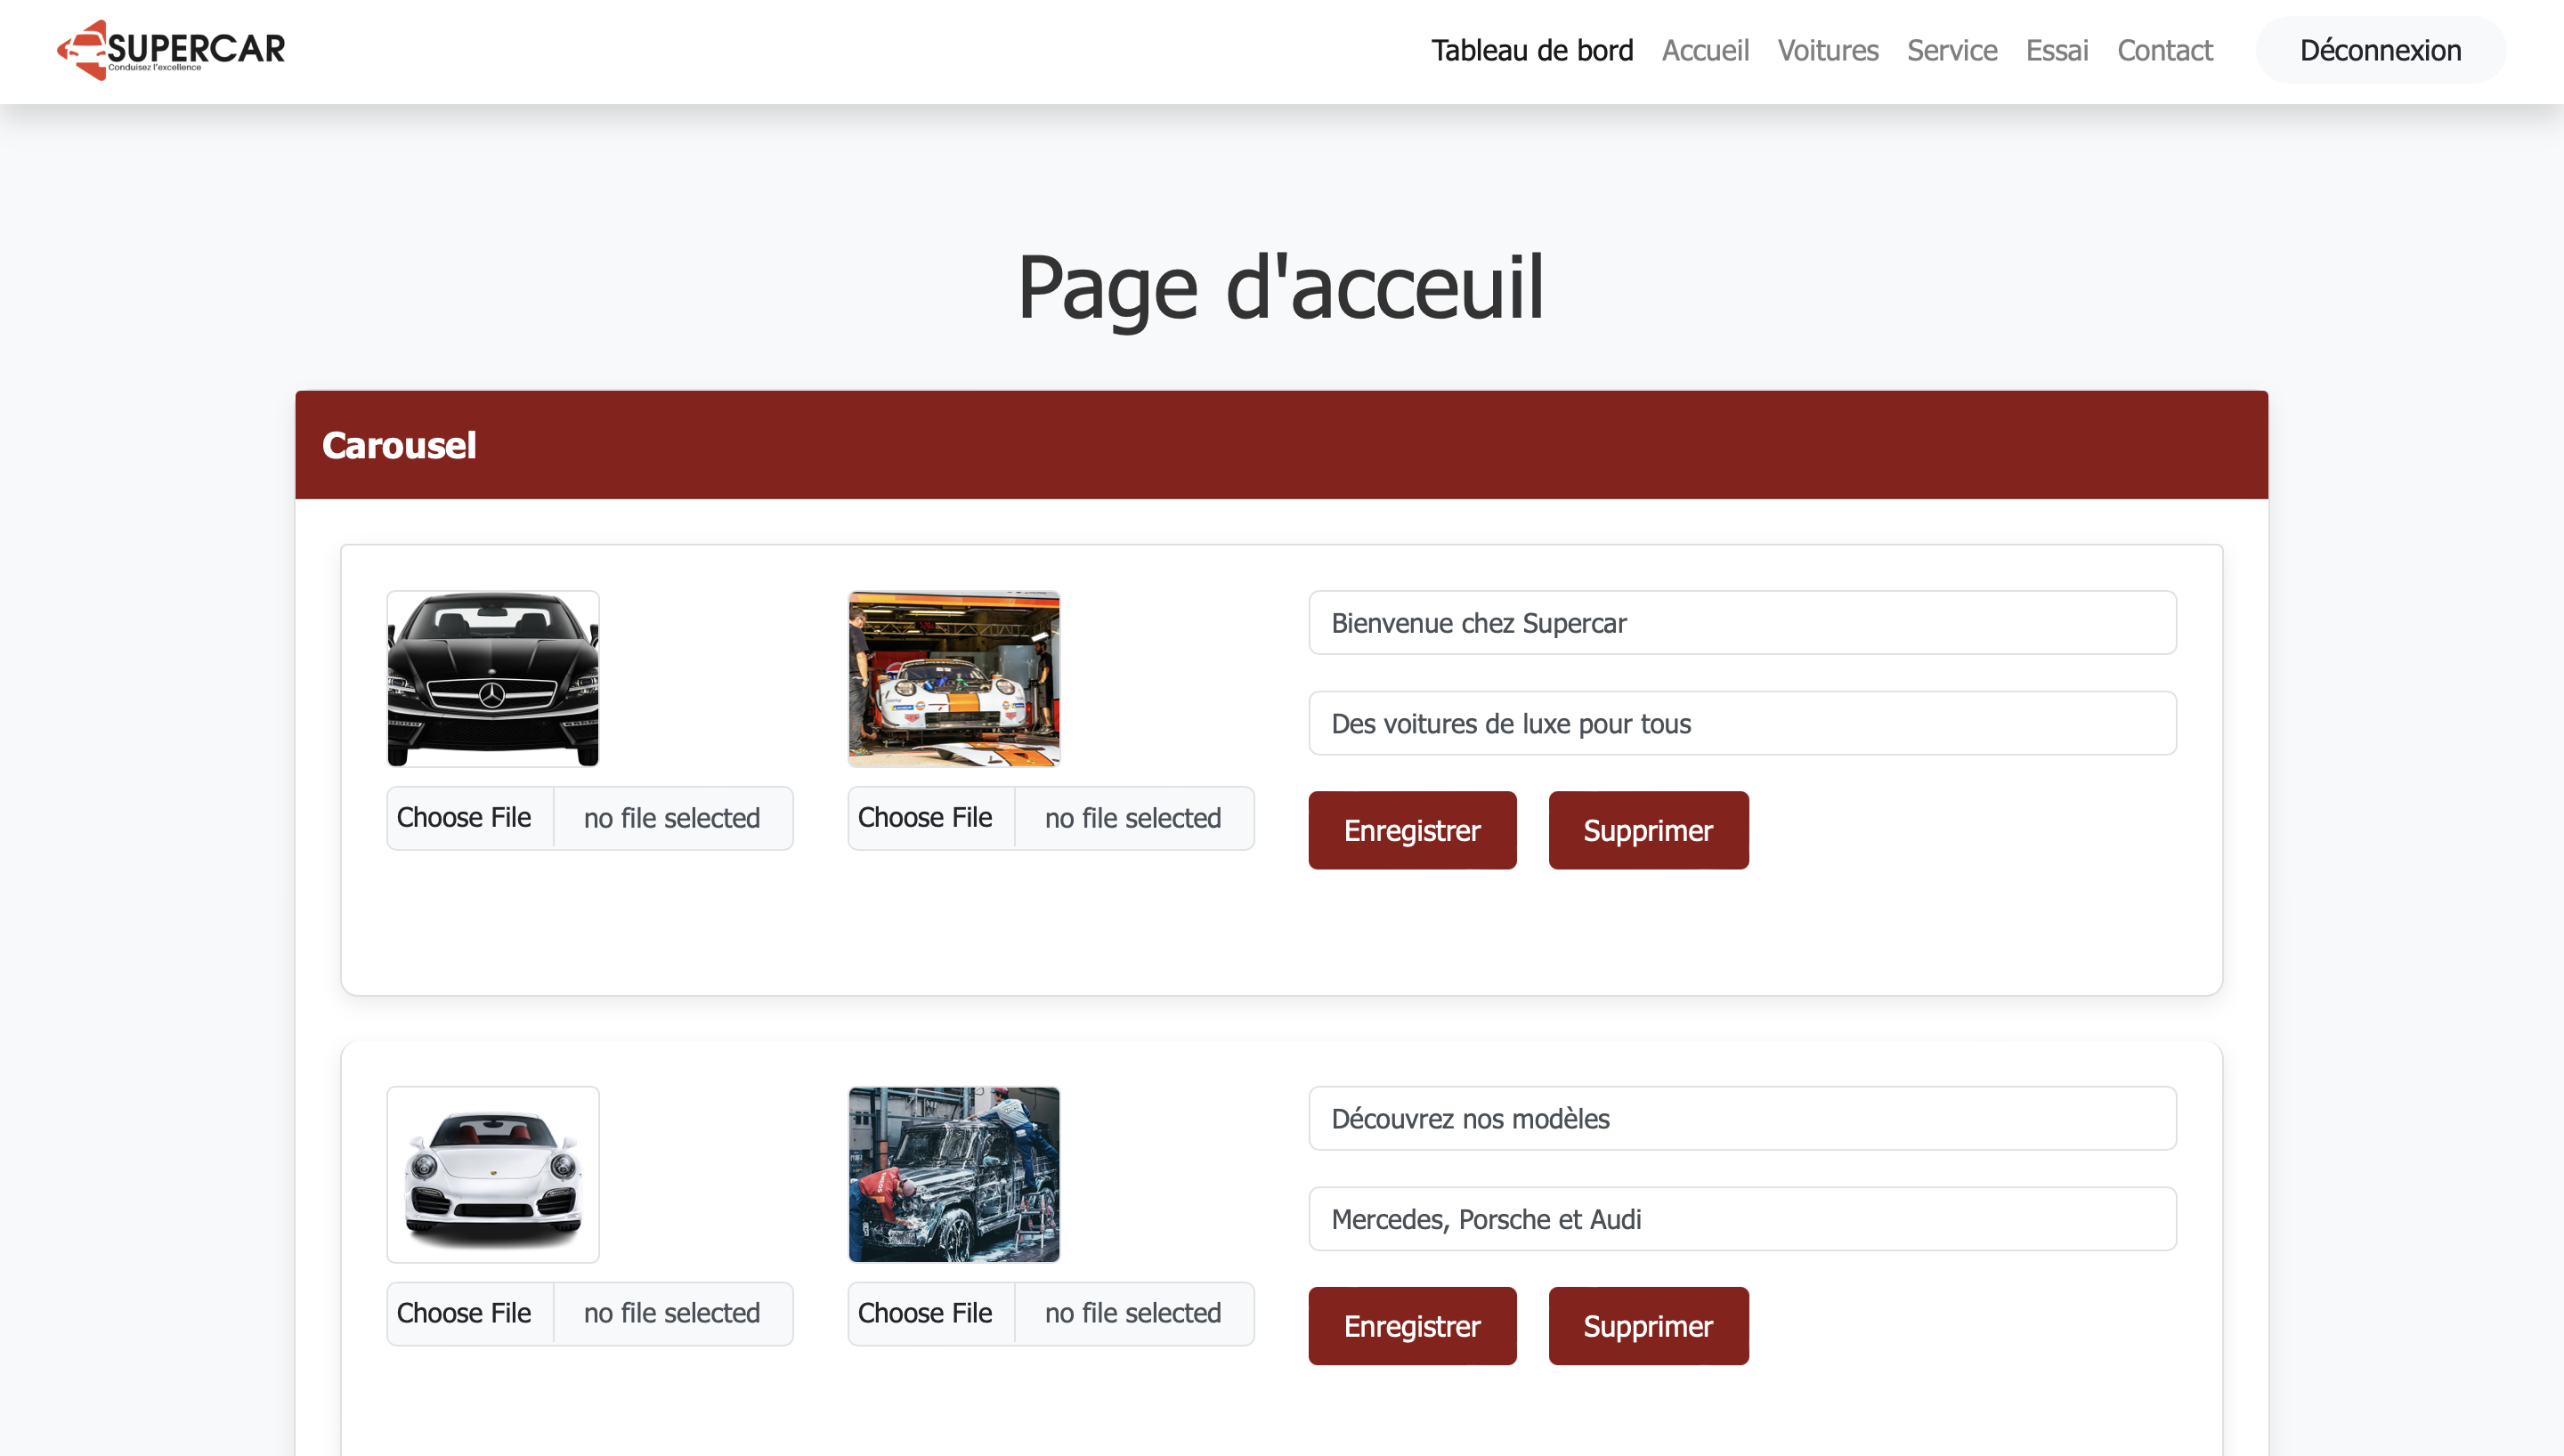 SUPERCAR
Conduisez l'excellence
Tableau de bord Accueil Voitures Service Essai Contact Déconnexion
Page d'acceuil
Carousel
Bienvenue chez Supercar
Des voitures de luxe pour tous
Choose File no file selected Choose File no file selected
Enregistrer Supprimer
Découvrez nos modèles
Mercedes, Porsche et Audi
Choose File no file selected Choose File no file selected
Enregistrer Supprimer